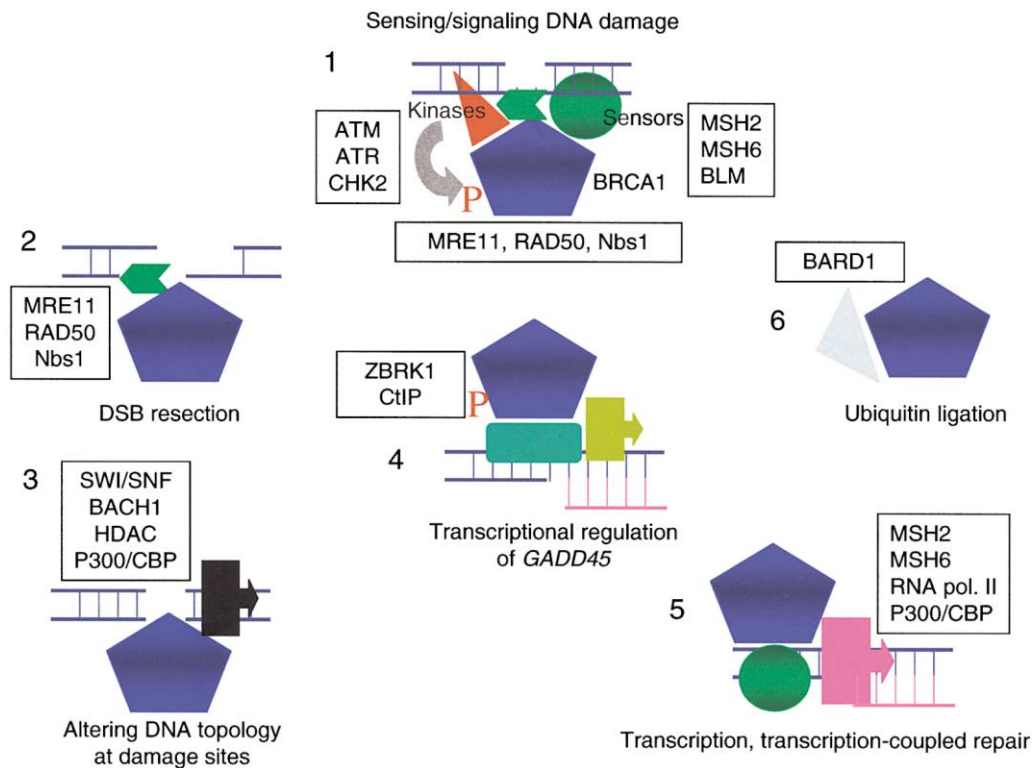 Sensing/signaling DNA damage
1
Kinases
Sensors
ATM
ATR
CHK2
MSH2
MSH6
BLM
BRCA1
P
MRE11, RAD50, Nbs1
2
MRE11
RAD50
Nbs1
DSB resection
BARD1
6
Ubiquitin ligation
ZBRK1
CtIP
P
4
Transcriptional regulation
of GADD45
3
SWI/SNF
BACH1
HDAC
P300/CBP
Altering DNA topology
at damage sites
MSH2
MSH6
RNA pol. II
P300/CBP
5
Transcription, transcription-coupled repair